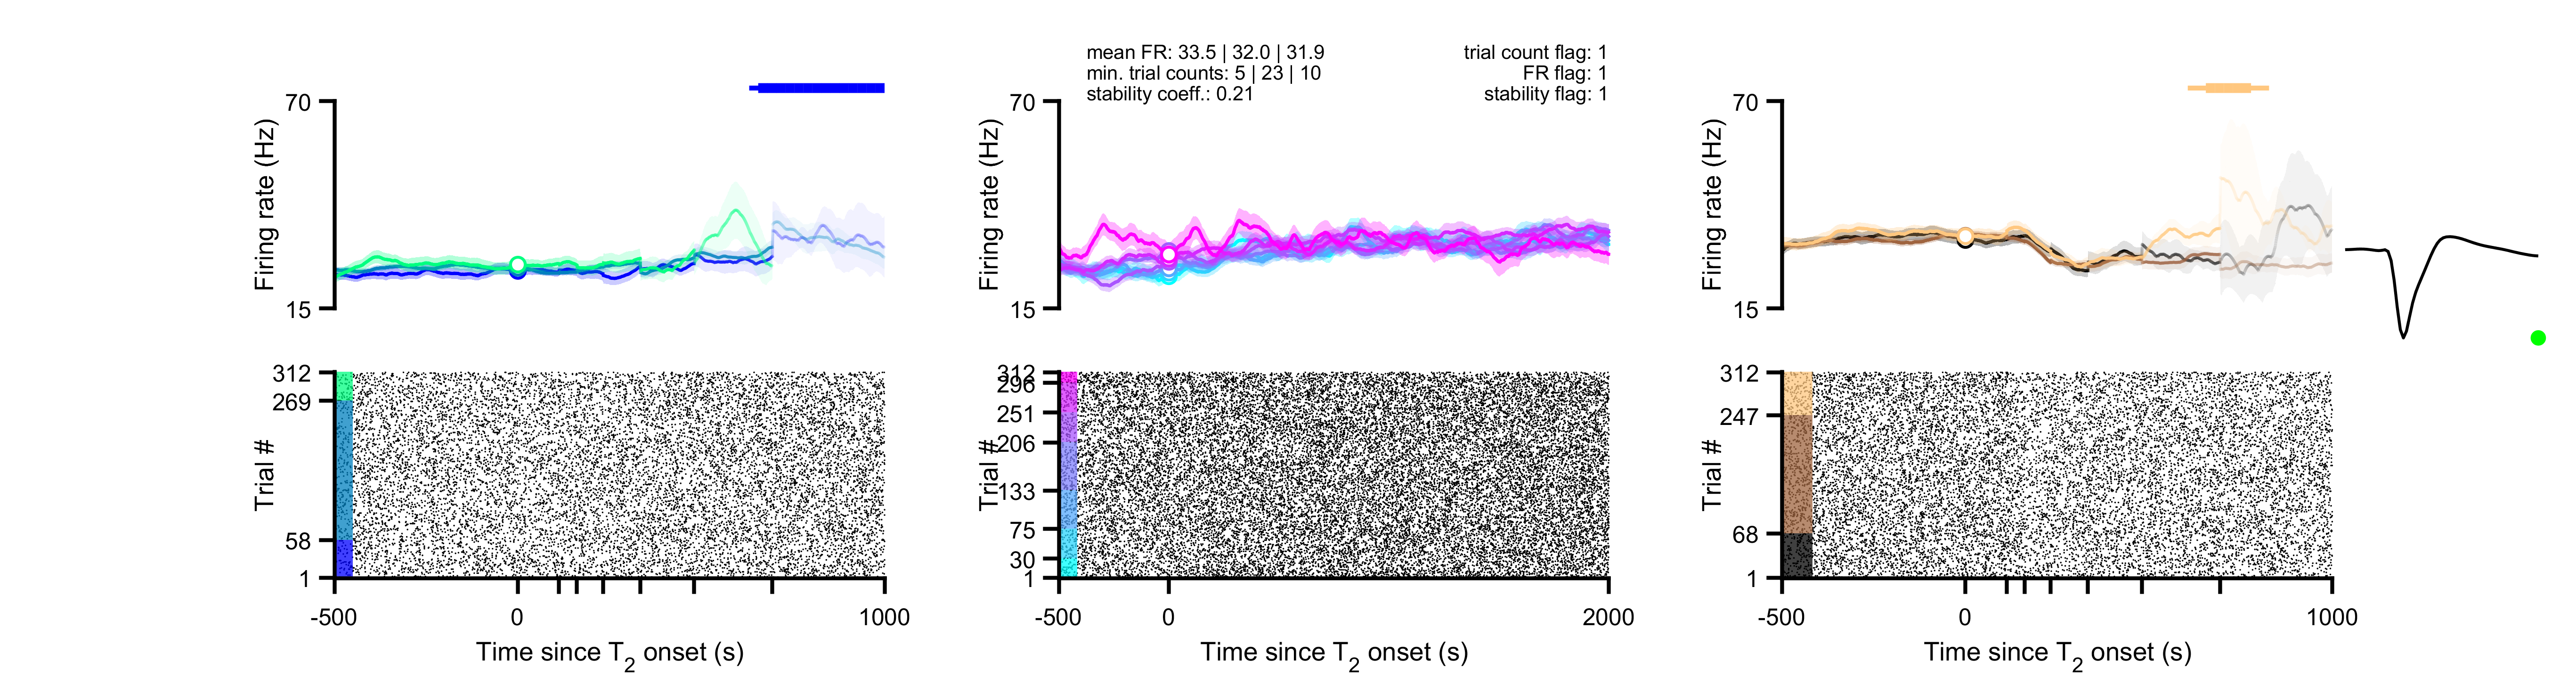 mean FR: 33.5 | 32.0 | 31.9
min. trial counts: 5 | 23 | 10
stability coeff.: 0.21
trial count flag: 1
FR flag: 1
stability flag: 1
70
15
Firing rate (Hz)
70
15
Firing rate (Hz)
70
15
Firing rate (Hz)
312
269
58
1
Trial #
-500
0
1000
Time since T2 onset (s)
312
296
251
206
133
75
30
1
Trial #
-500
0
2000
Time since T2 onset (s)
312
247
68
1
Trial #
-500
0
1000
Time since T2 onset (s)